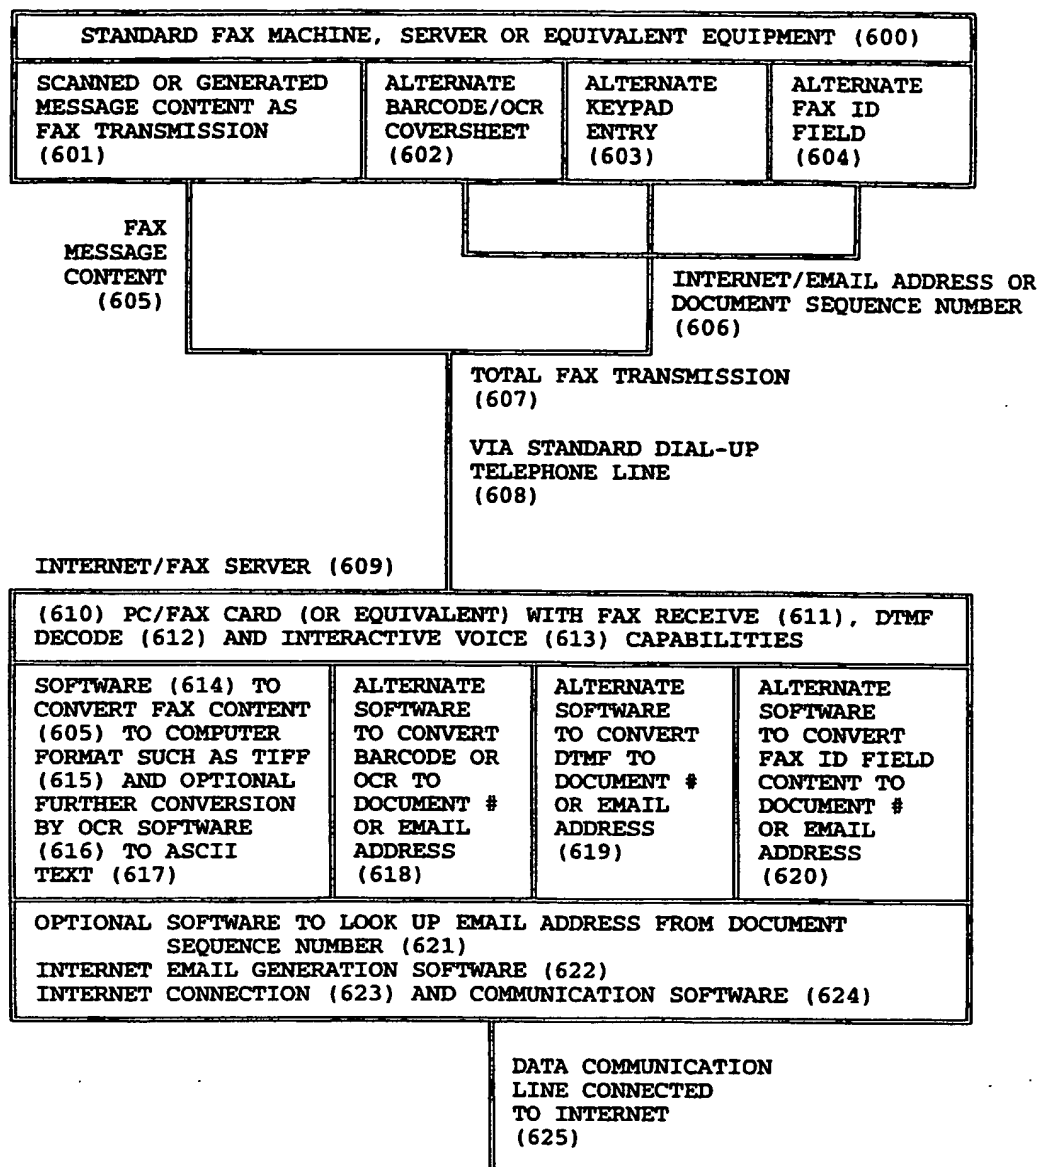 STANDARD FAX MACHINE, SERVER OR EQUIVALENT EQUIPMENT (600)
SCANNED OR GENERATED
MESSAGE CONTENT AS
FAX TRANSMISSION
(601)
ALTERNATE
BARCODE/OCR
COVERSHEET
(602)
ALTERNATE
KEYPAD
ENTRY
(603)
ALTERNATE
FAX ID
FIELD
(604)
FAX
MESSAGE
CONTENT
(605)
INTERNET/EMAIL ADDRESS OR
DOCUMENT SEQUENCE NUMBER
(606)
TOTAL FAX TRANSMISSION
(607)
VIA STANDARD DIAL-UP
TELEPHONE LINE
(608)
INTERNET/FAX SERVER (609)
(610) PC/FAX CARD (OR EQUIVALENT) WITH FAX RECEIVE (611), DTMF
DECODE (612) AND INTERACTIVE VOICE (613) CAPABILITIES
SOFTWARE (614) TO
CONVERT FAX CONTENT
(605) TO COMPUTER
FORMAT SUCH AS TIFF
(615) AND OPTIONAL
FURTHER CONVERSION
BY OCR SOFTWARE
(616) TO ASCII
TEXT (617)
ALTERNATE
SOFTWARE
TO CONVERT
BARCODE OR
OCR TO
DOCUMENT #
OR EMAIL
ADDRESS
(618)
ALTERNATE
SOFTWARE
TO CONVERT
DTMF TO
DOCUMENT #
OR EMAIL
ADDRESS
(619)
ALTERNATE
SOFTWARE
TO CONVERT
FAX ID FIELD
CONTENT TO
DOCUMENT #
OR EMAIL
ADDRESS
(620)
OPTIONAL SOFTWARE TO LOOK UP EMAIL ADDRESS FROM DOCUMENT
SEQUENCE NUMBER (621)
INTERNET EMAIL GENERATION SOFTWARE (622)
INTERNET CONNECTION (623) AND COMMUNICATION SOFTWARE (624)
DATA COMMUNICATION
LINE CONNECTED
TO INTERNET
(625)